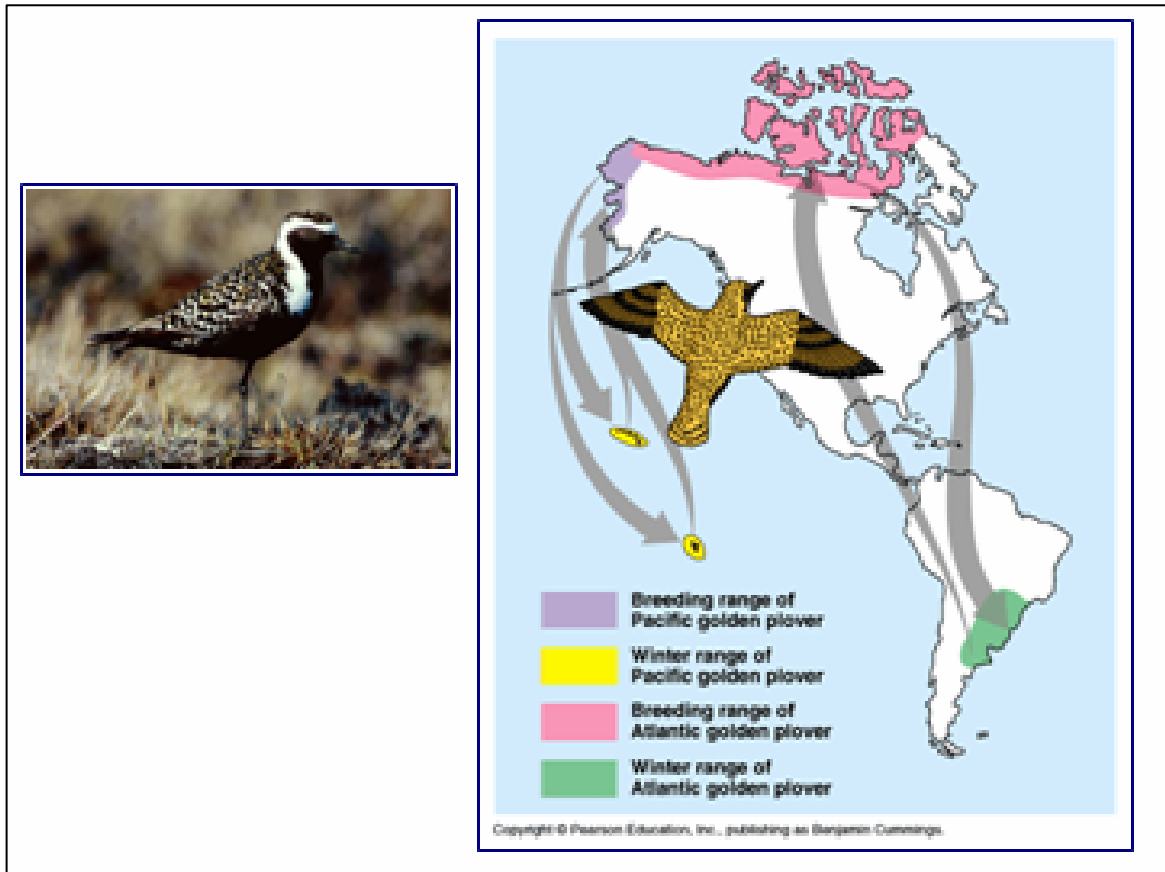 Breeding range of
Pacific golden plover
Winter range of
Pacific golden plover
Breeding range of
Atlantic golden plover
Winter range of
Atlantic golden plover
Copyright © Pearson Education, Inc., publishing as Benjamin Cummings.